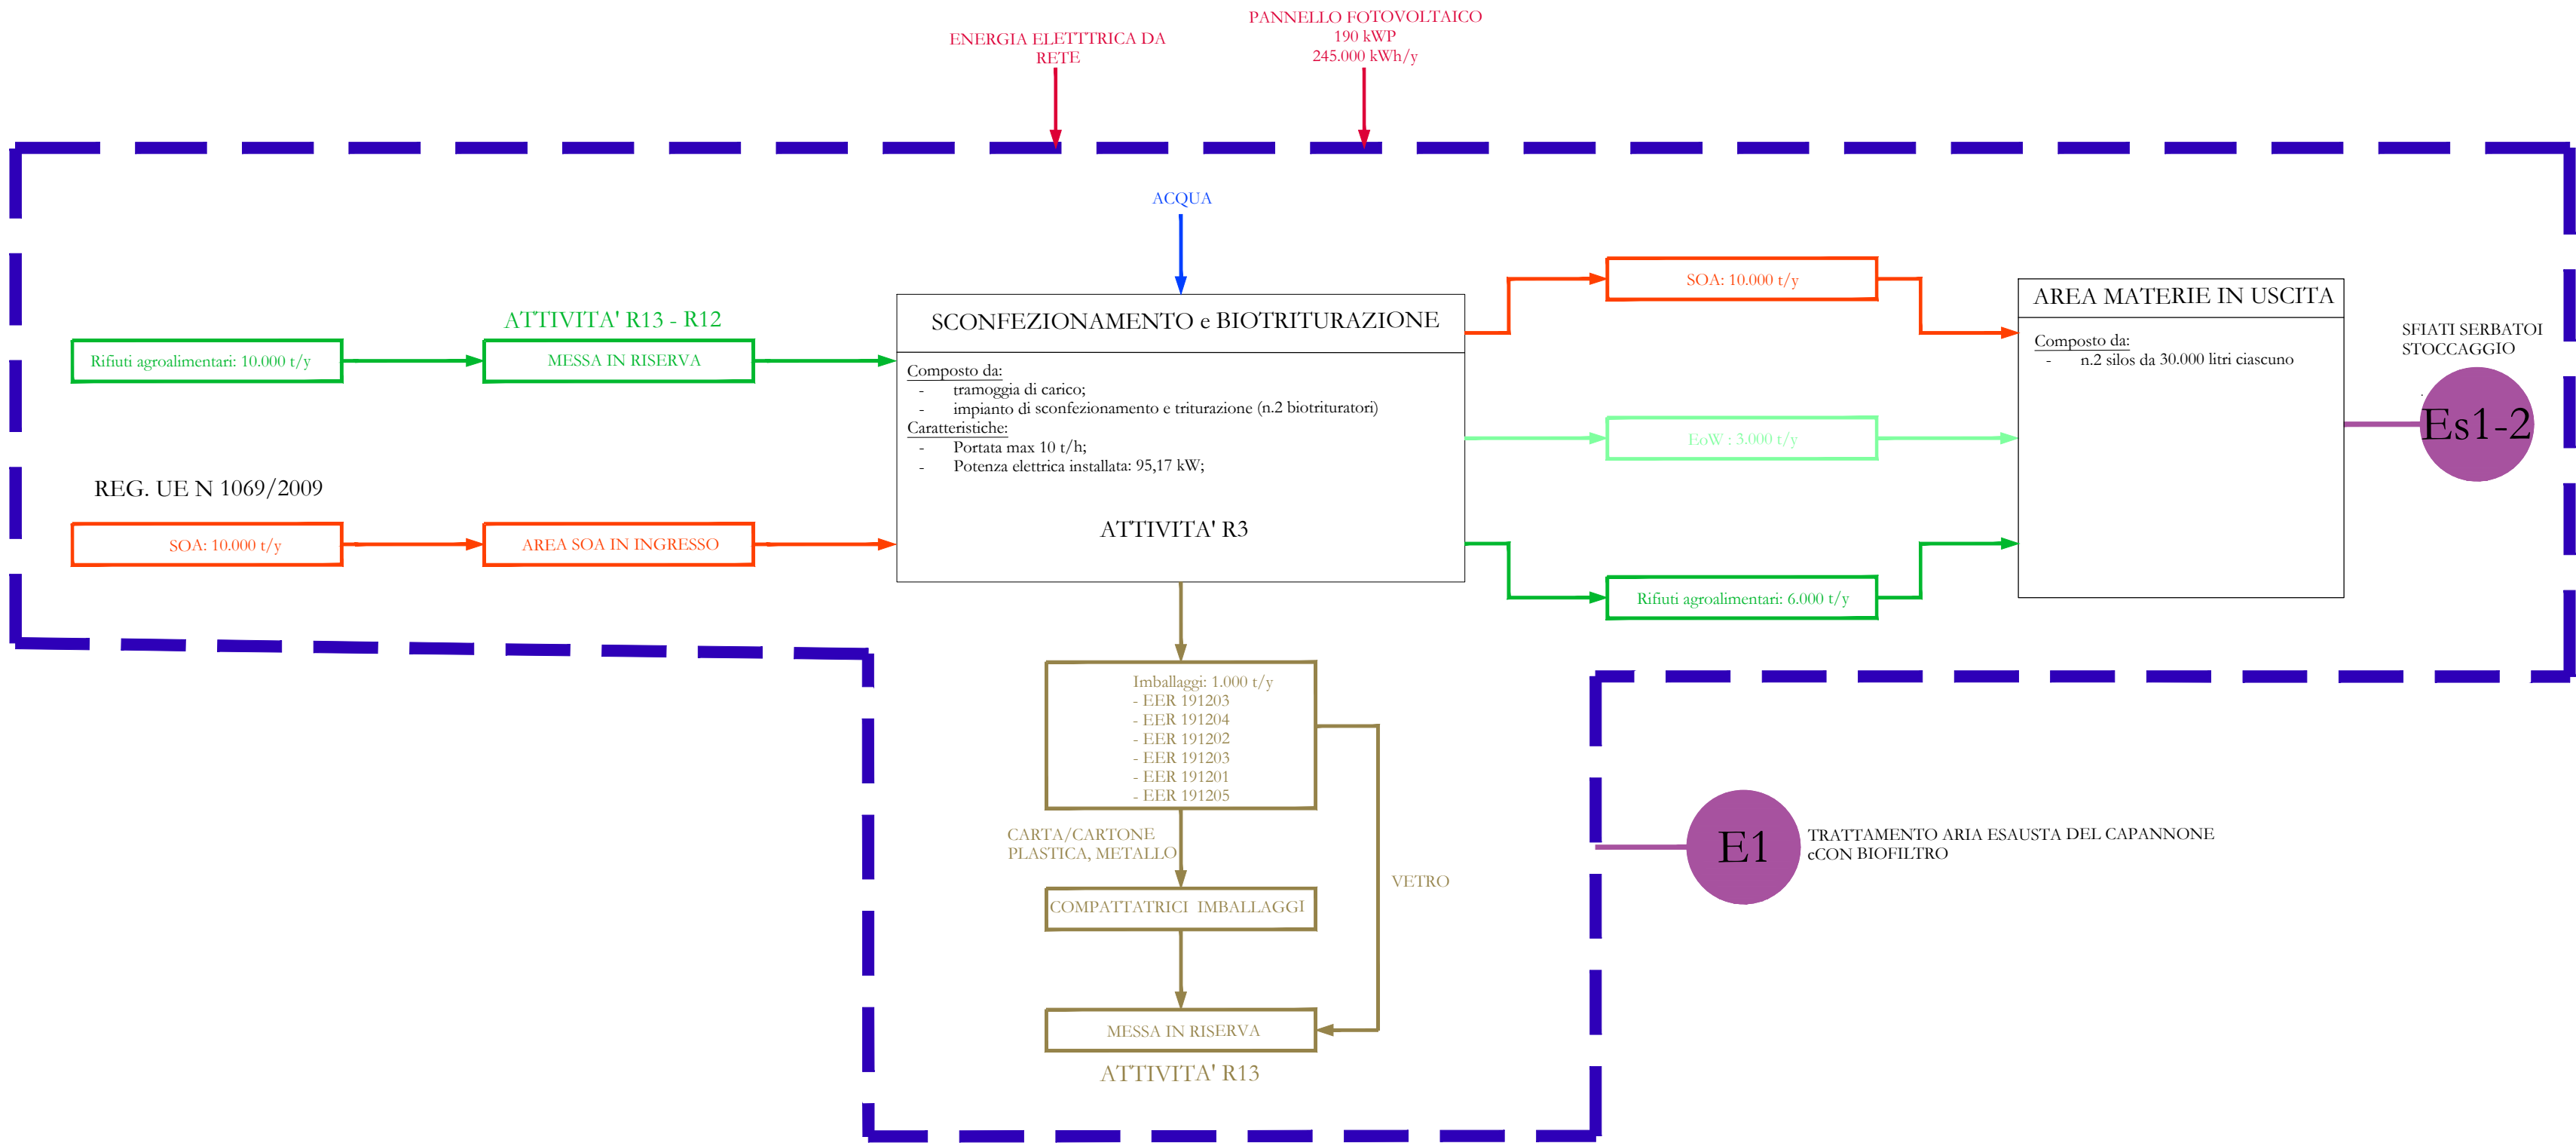 PANNELLO FOTOVOLTAICO
190 kWP
245.000 kWh/y
ENERGIA ELETTTRICA DA
RETE
ACQUA
ATTIVITA' R13 - R12
Rifiuti agroalimentari: 10.000 t/y
MESSA IN RISERVA
REG. UE N 1069/2009
SOA: 10.000 t/y
AREA SOA IN INGRESSO
SCONFEZIONAMENTO e BIOTRITURAZIONE
Composto da:
- tramoggia di carico;
- impianto di sconfezionamento e triturazione (n.2 biotrituratori)
Caratteristiche:
- Portata max 10 t/h;
- Potenza elettrica installata: 95,17 kW;
ATTIVITA' R3
SOA: 10.000 t/y
EoW : 3.000 t/y
Rifiuti agroalimentari: 6.000 t/y
AREA MATERIE IN USCITA
Composto da:
- n.2 silos da 30.000 litri ciascuno
SFIATI SERBATOI
STOCCAGGIO
.
Es1-2
Imballaggi: 1.000 t/y
- EER 191203
- EER 191204
- EER 191202
- EER 191203
- EER 191201
- EER 191205
CARTA/CARTONE
PLASTICA, METALLO
VETRO
COMPATTATRICI IMBALLAGGI
MESSA IN RISERVA
ATTIVITA' R13
E1
TRATTAMENTO ARIA ESAUSTA DEL CAPANNONE
cCON BIOFILTRO